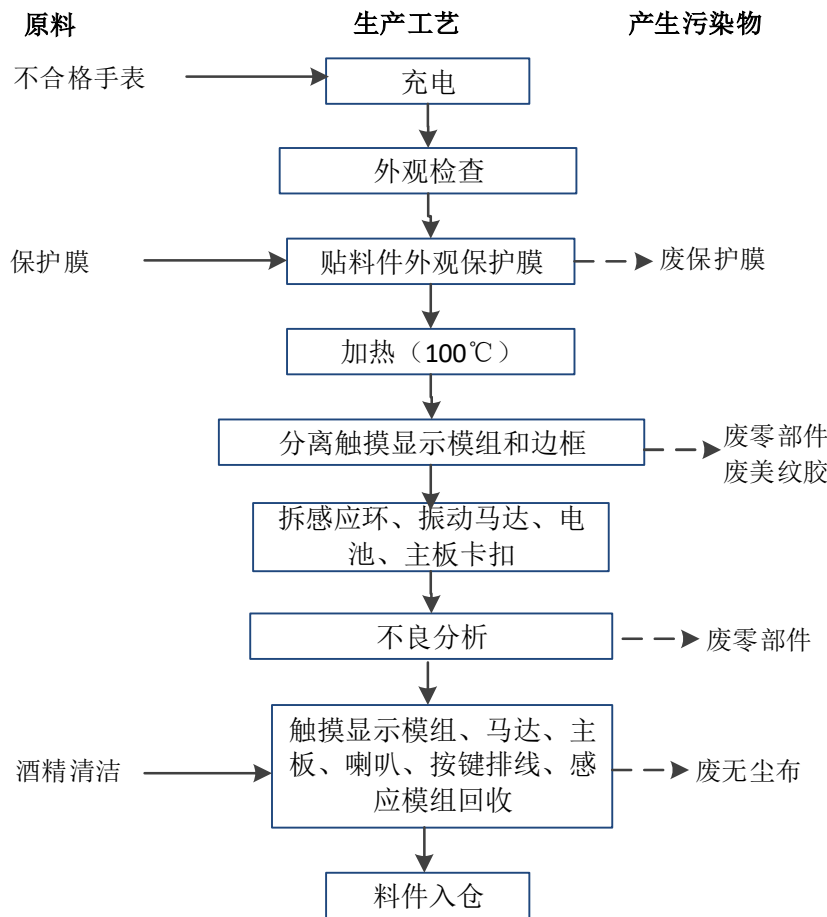 原料 生产工艺 产生污染物
不合格手表 充电
外观检查
保护膜 贴料件外观保护膜 废保护膜
加热（100℃）
分离触摸显示模组和边框 废零部件
废美纹胶
拆感应环、振动马达、电
池、主板卡扣
不良分析 废零部件
触摸显示模组、马达、主
酒精清洁 板、喇叭、按键排线、感 废无尘布
应模组回收
料件入仓